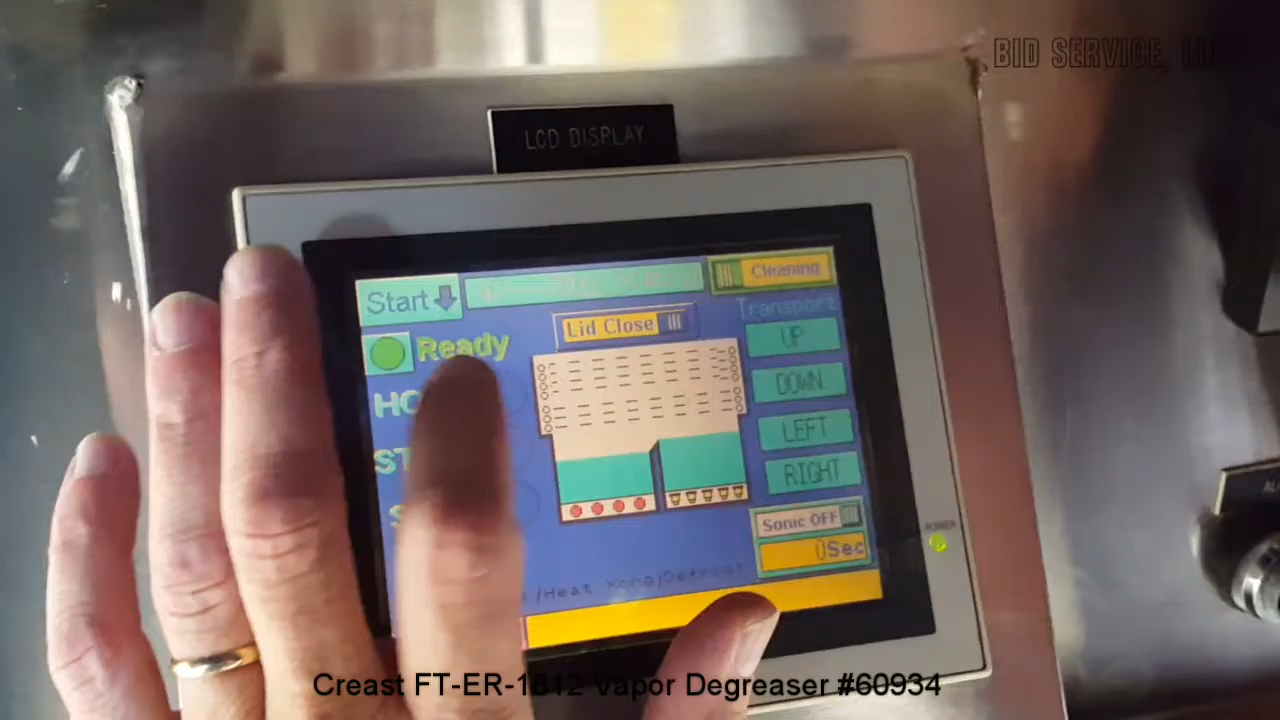 BID SERVICE, LLC
LCD DISPLAY
Start
Cleaning
Transport
Lid Close
Ready
UP
DOWN
LEFT
RIGHT
Sonic OFF
0Sec
POWER
Creast FT-ER-1812 Vapor Degreaser #60934